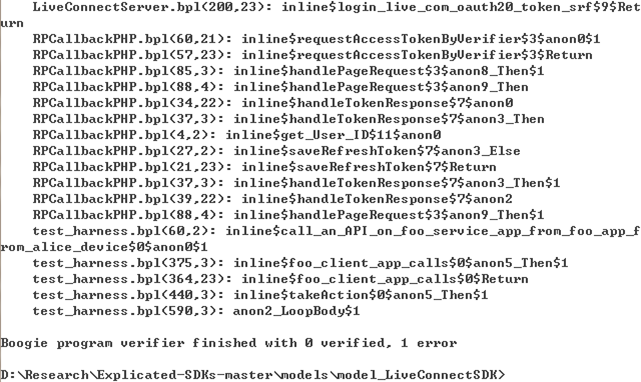 LiveConnectServer.bpl(200,23): inline$login_live_com_oauth20_token_srf$9$Ret
urn
RPCallbackPHP.bpl(60,21): inline$requestAccessTokenByVerifier$3$anon0$1
RPCallbackPHP.bpl(57,23): inline$requestAccessTokenByVerifier$3$Return
RPCallbackPHP.bpl(85,3): inline$handlePageRequest$3$anon8_Then$1
RPCallbackPHP.bpl(88,4): inline$handlePageRequest$3$anon9_Then
RPCallbackPHP.bpl(34,22): inline$handleTokenResponse$7$anon0
RPCallbackPHP.bpl(37,3): inline$handleTokenResponse$7$anon3_Then
RPCallbackPHP.bpl(4,2): inline$get_User_ID$11$anon0
RPCallbackPHP.bpl(27,2): inline$saveRefreshToken$7$anon3_Else
RPCallbackPHP.bpl(21,23): inline$saveRefreshToken$7$Return
RPCallbackPHP.bpl(37,3): inline$handleTokenResponse$7$anon3_Then$1
RPCallbackPHP.bpl(39,22): inline$handleTokenResponse$7$anon2
RPCallbackPHP.bpl(88,4): inline$handlePageRequest$3$anon9_Then$1
test_harness.bpl(60,2): inline$call_an_API_on_foo_service_app_from_foo_app_f
rom_alice_device$0$anon0$1
test_harness.bpl(375,3): inline$foo_client_app_calls$0$anon5_Then$1
test_harness.bpl(364,23): inline$foo_client_app_calls$0$Return
test_harness.bpl(440,3): inline$takeAction$0$anon5_Then$1
test_harness.bpl(590,3): anon2_LoopBody$1
Boogie program verifier finished with 0 verified, 1 error
D:\Research\Explicated-SDKs-master\models\model_LiveConnectSDK>